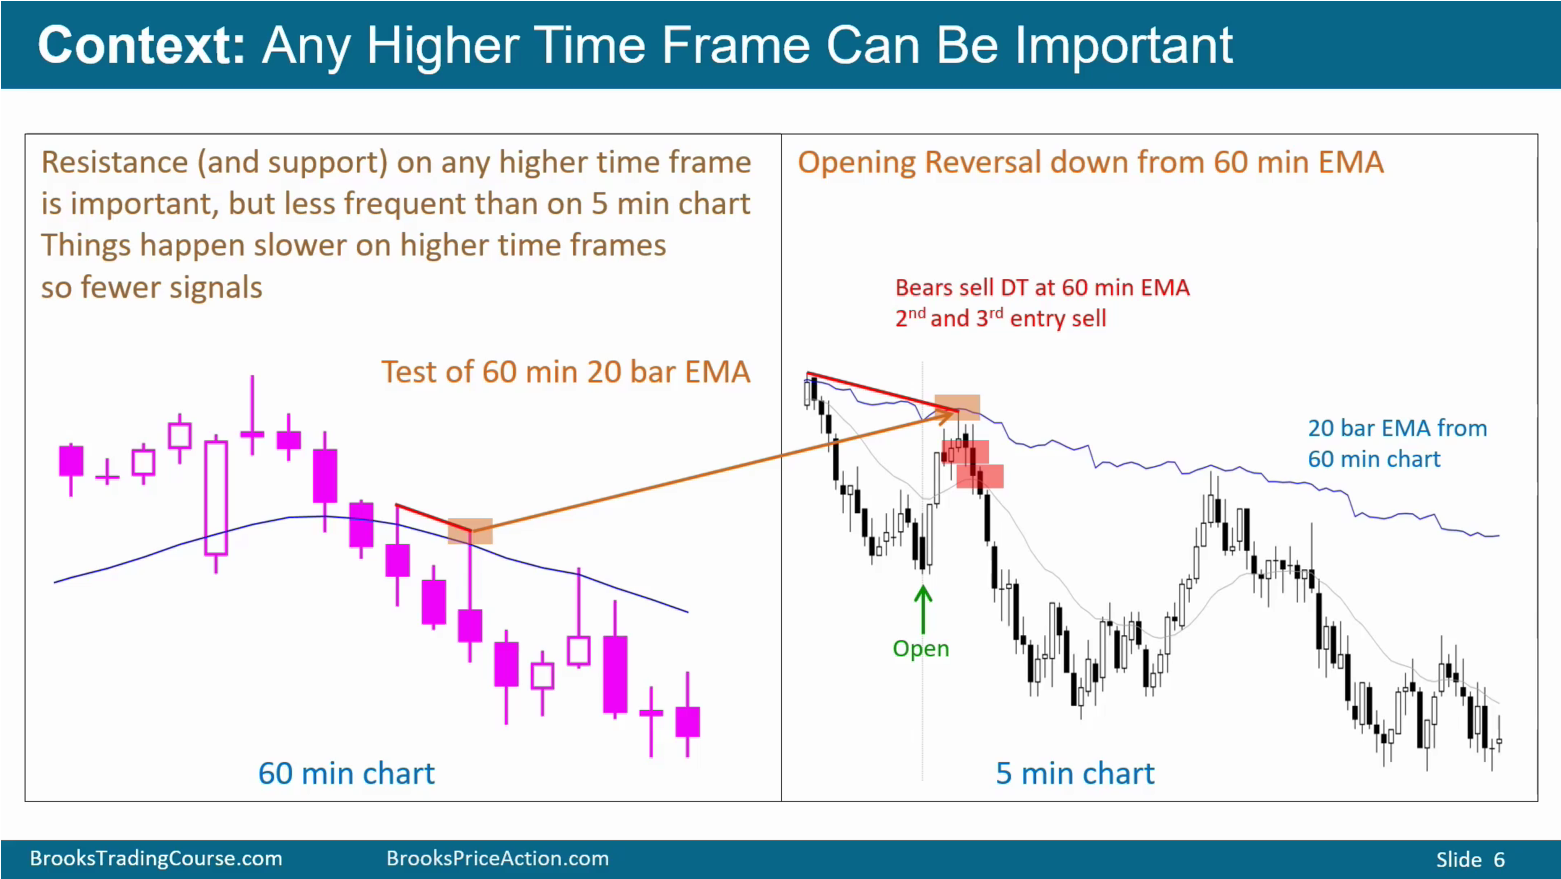 Context: Any Higher Time Frame Can Be Important
Resistance (and support) on any higher time frame
is important, but less frequent than on 5 min chart
Things happen slower on higher time frames
so fewer signals
Test of 60 min 20 bar EMA
60 min chart
Opening Reversal down from 60 min EMA
Bears sell DT at 60 min EMA
2nd and 3rd entry sell
20 bar EMA from
60 min chart
Open
5 min chart
BrooksTradingCourse.com
BrooksPriceAction.com
Slide 6